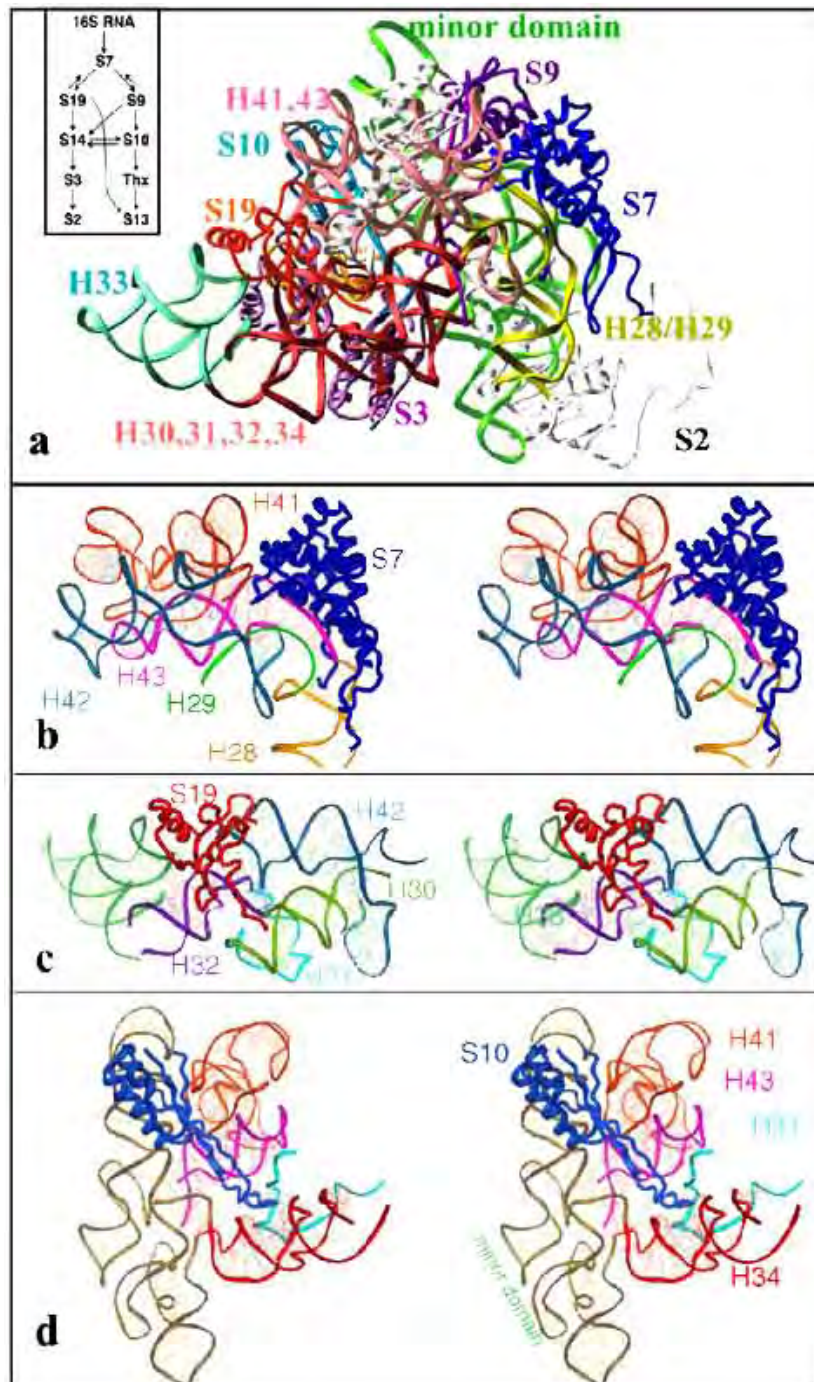 16S RNA
S7
S19 S9
S14 S10
S3 Thx
S2 S13
minor domain
S9
H41,42
S10
S7
S19
H33
H28/H29
S3
S2
H30,31,32,34
a
H41
S7
H43
H42
H29
H28
b
S19
H42
H30
H32
c
H41
S10
H43
H34
minor domain
d